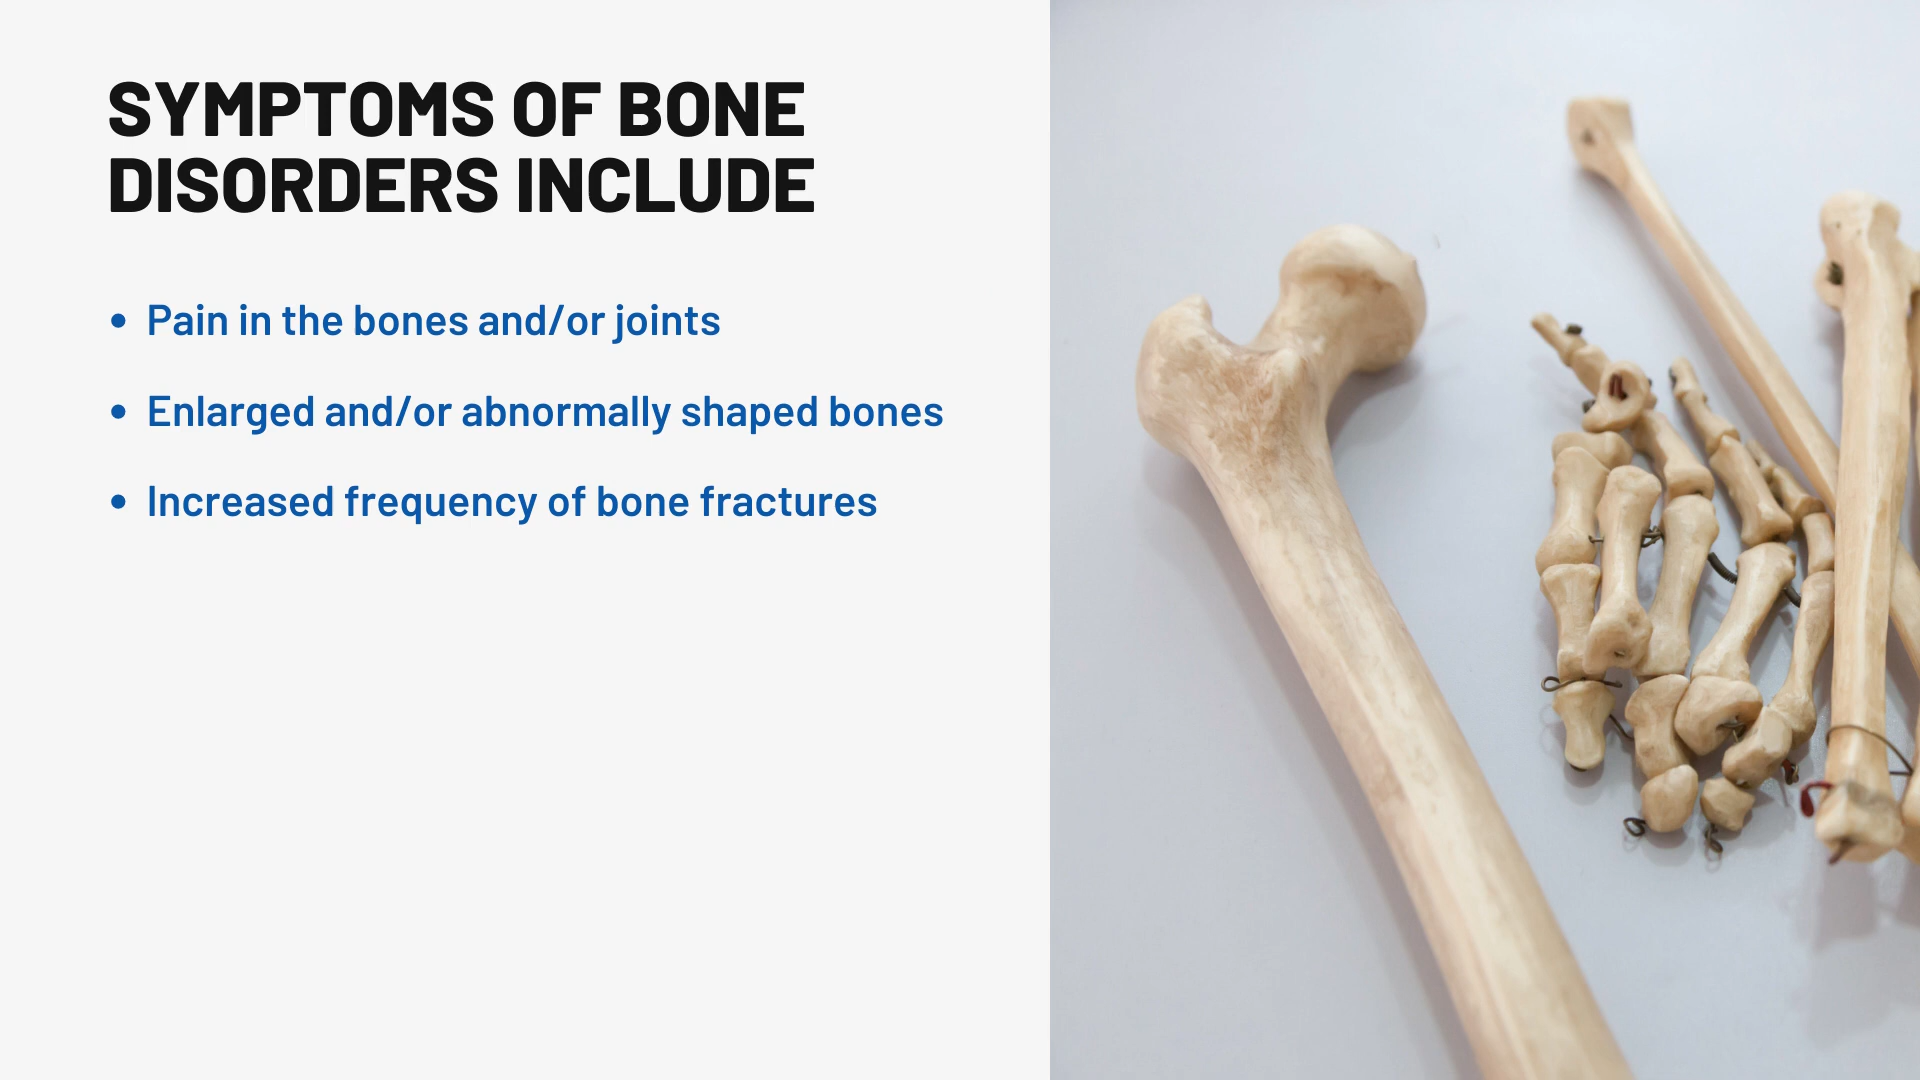 SYMPTOMS OF BONE
DISORDERS INCLUDE
• Pain in the bones and/or joints
• Enlarged and/or abnormally shaped bones
• Increased frequency of bone fractures